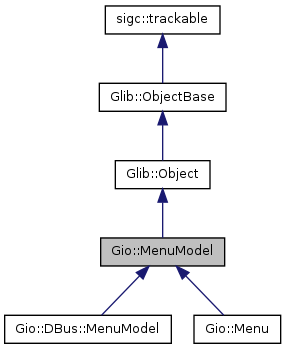 sigc::trackable
Glib::ObjectBase
Glib::Object
Gio::MenuModel
Gio::DBus::MenuModel
Gio::Menu